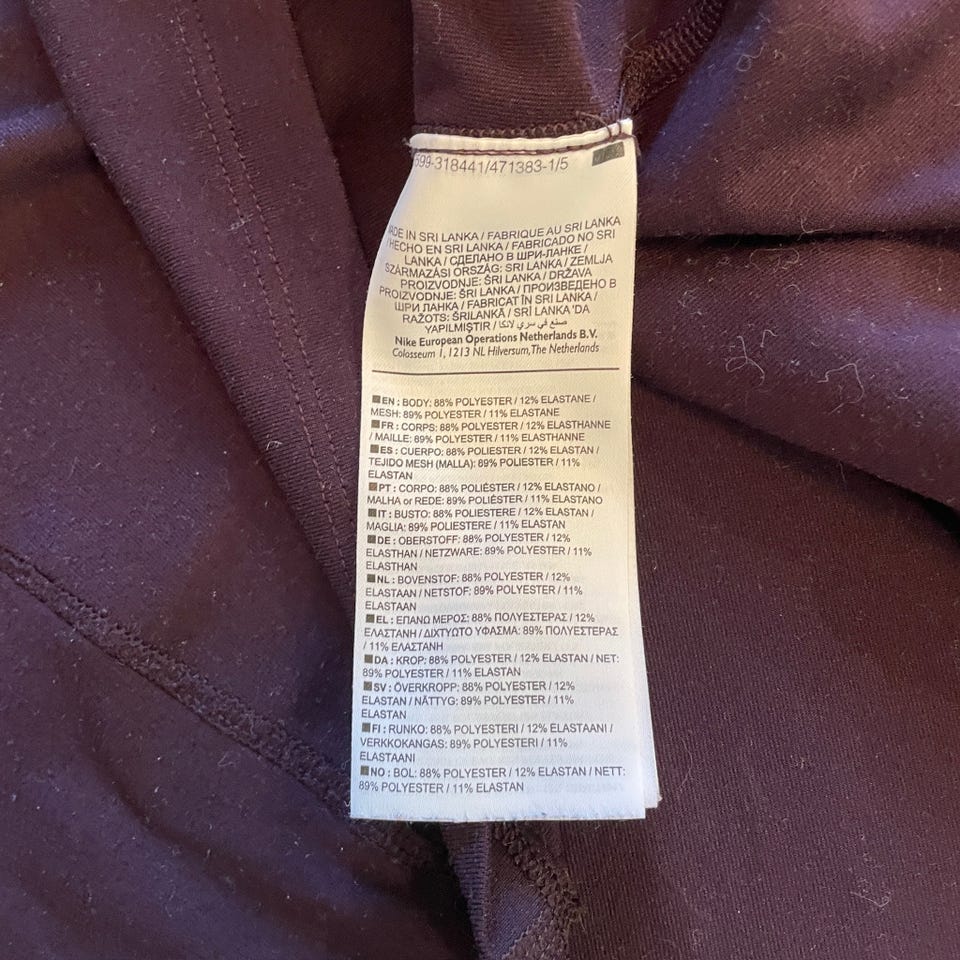 699-318441/471383-1/5
ADE IN SRI LANKA / FABRIQUE AU SRI LANKA
/ HECHO EN SRI LANKA / FABRICADO NO SRI
LANKA / СДЕЛАНО В ШРИ-ЛАНКЕ /
SZÁRMAZÁSI ORSZÁG: SRI LANKA / ZEMLJA
PROIZVODNJE: ŠRI LANKA / DRŽAVA
PROIZVODNJE: ŠRI LANKA / ПРОИЗВЕДЕНО В
ШРИ ЛАНКА / FABRICAT ÎN SRI LANKA /
RAŽOTS: ŠRILANKĀ / SRİ LANKA 'DA
YAPILMIŞTIR / صنع في سري لانكا
Nike European Operations Netherlands B.V.
Colosseum 1, 1213 NL Hilversum, The Netherlands
EN : BODY: 88% POLYESTER / 12% ELASTANE /
MESH: 89% POLYESTER / 11% ELASTANE
FR : CORPS: 88% POLYESTER / 12% ELASTHANNE
/ MAILLE: 89% POLYESTER / 11% ELASTHANNE
ES : CUERPO: 88% POLIESTER / 12% ELASTAN /
TEJIDO MESH (MALLA): 89% POLIESTER / 11%
ELASTAN
PT : CORPO: 88% POLIÉSTER / 12% ELASTANO /
MALHA or REDE: 89% POLIÉSTER / 11% ELASTANO
IT : BUSTO: 88% POLIESTERE / 12% ELASTAN /
MAGLIA: 89% POLIESTERE / 11% ELASTAN
DE : OBERSTOFF: 88% POLYESTER / 12%
ELASTHAN / NETZWARE: 89% POLYESTER / 11%
ELASTHAN
NL : BOVENSTOF: 88% POLYESTER / 12%
ELASTAAN / NETSTOF: 89% POLYESTER / 11%
ELASTAAN
EL : ΕΠΑΝΩ ΜΕΡΟΣ: 88% ΠΟΛΥΕΣΤΕΡΑΣ / 12%
ΕΛΑΣΤΑΝΗ / ΔΙΧΤΥΩΤΟ ΥΦΑΣΜΑ: 89% ΠΟΛΥΕΣΤΕΡΑΣ
/ 11% ΕΛΑΣΤΑΝΗ
DA : KROP: 88% POLYESTER / 12% ELASTAN / NET:
89% POLYESTER / 11% ELASTAN
SV : ÖVERKROPP: 88% POLYESTER / 12%
ELASTAN / NÄTTYG: 89% POLYESTER / 11%
ELASTAN
FI : RUNKO: 88% POLYESTERI / 12% ELASTAANI /
VERKKOKANGAS: 89% POLYESTERI / 11%
ELASTAANI
NO : BOL: 88% POLYESTER / 12% ELASTAN / NETT:
89% POLYESTER / 11% ELASTAN